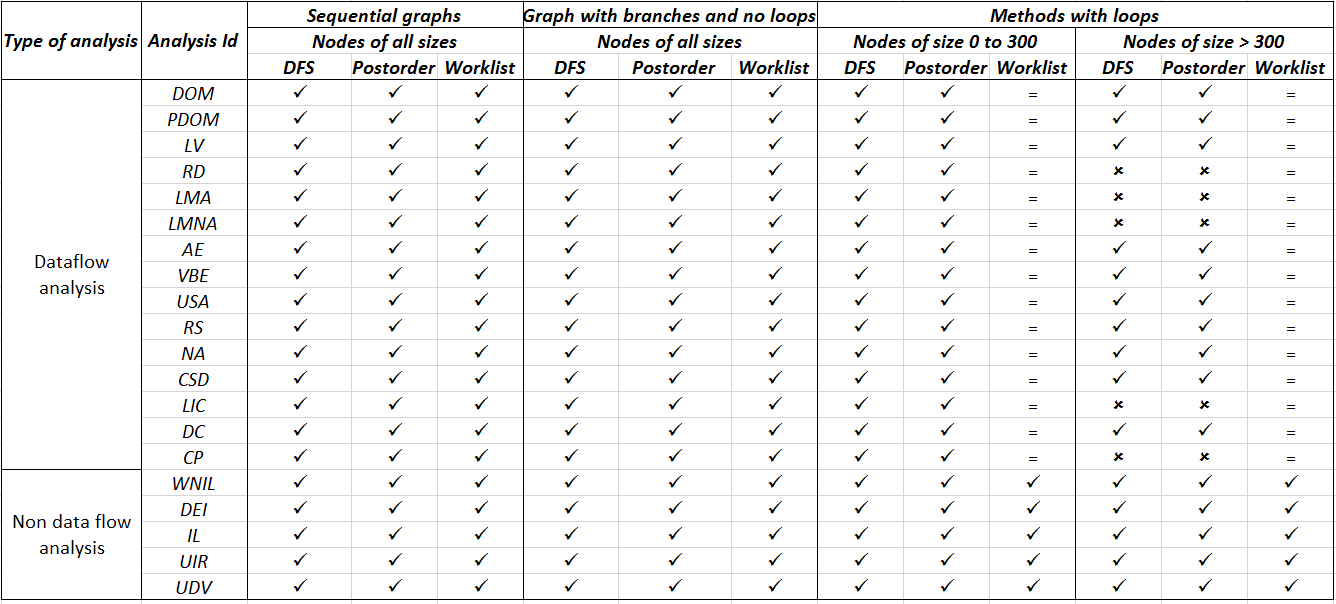 Sequential graphs Graph with branches and no loops Methods with loops
Type of analysis Analysis Id Nodes of all sizes Nodes of all sizes Nodes of size 0 to 300 Nodes of size > 300
DFS Postorder Worklist DFS Postorder Worklist DFS Postorder Worklist DFS Postorder Worklist
DOM ✓ ✓ ✓ ✓ ✓ ✓ ✓ ✓ = ✓ ✓ =
PDOM ✓ ✓ ✓ ✓ ✓ ✓ ✓ ✓ = ✓ ✓ =
LV ✓ ✓ ✓ ✓ ✓ ✓ ✓ ✓ = ✓ ✓ =
RD ✓ ✓ ✓ ✓ ✓ ✓ ✓ ✓ = × × =
LMA ✓ ✓ ✓ ✓ ✓ ✓ ✓ ✓ = × × =
LMNA ✓ ✓ ✓ ✓ ✓ ✓ ✓ ✓ = × × =
AE ✓ ✓ ✓ ✓ ✓ ✓ ✓ ✓ = ✓ ✓ =
Dataflow
analysis
VBE ✓ ✓ ✓ ✓ ✓ ✓ ✓ ✓ = ✓ ✓ =
USA ✓ ✓ ✓ ✓ ✓ ✓ ✓ ✓ = ✓ ✓ =
RS ✓ ✓ ✓ ✓ ✓ ✓ ✓ ✓ = ✓ ✓ =
NA ✓ ✓ ✓ ✓ ✓ ✓ ✓ ✓ = ✓ ✓ =
CSD ✓ ✓ ✓ ✓ ✓ ✓ ✓ ✓ = ✓ ✓ =
LIC ✓ ✓ ✓ ✓ ✓ ✓ ✓ ✓ = × × =
DC ✓ ✓ ✓ ✓ ✓ ✓ ✓ ✓ = ✓ ✓ =
CP ✓ ✓ ✓ ✓ ✓ ✓ ✓ ✓ = × × =
WNIL ✓ ✓ ✓ ✓ ✓ ✓ ✓ ✓ ✓ ✓ ✓ ✓
DEI ✓ ✓ ✓ ✓ ✓ ✓ ✓ ✓ ✓ ✓ ✓ ✓
Non data flow
analysis
IL ✓ ✓ ✓ ✓ ✓ ✓ ✓ ✓ ✓ ✓ ✓ ✓
UIR ✓ ✓ ✓ ✓ ✓ ✓ ✓ ✓ ✓ ✓ ✓ ✓
UDV ✓ ✓ ✓ ✓ ✓ ✓ ✓ ✓ ✓ ✓ ✓ ✓